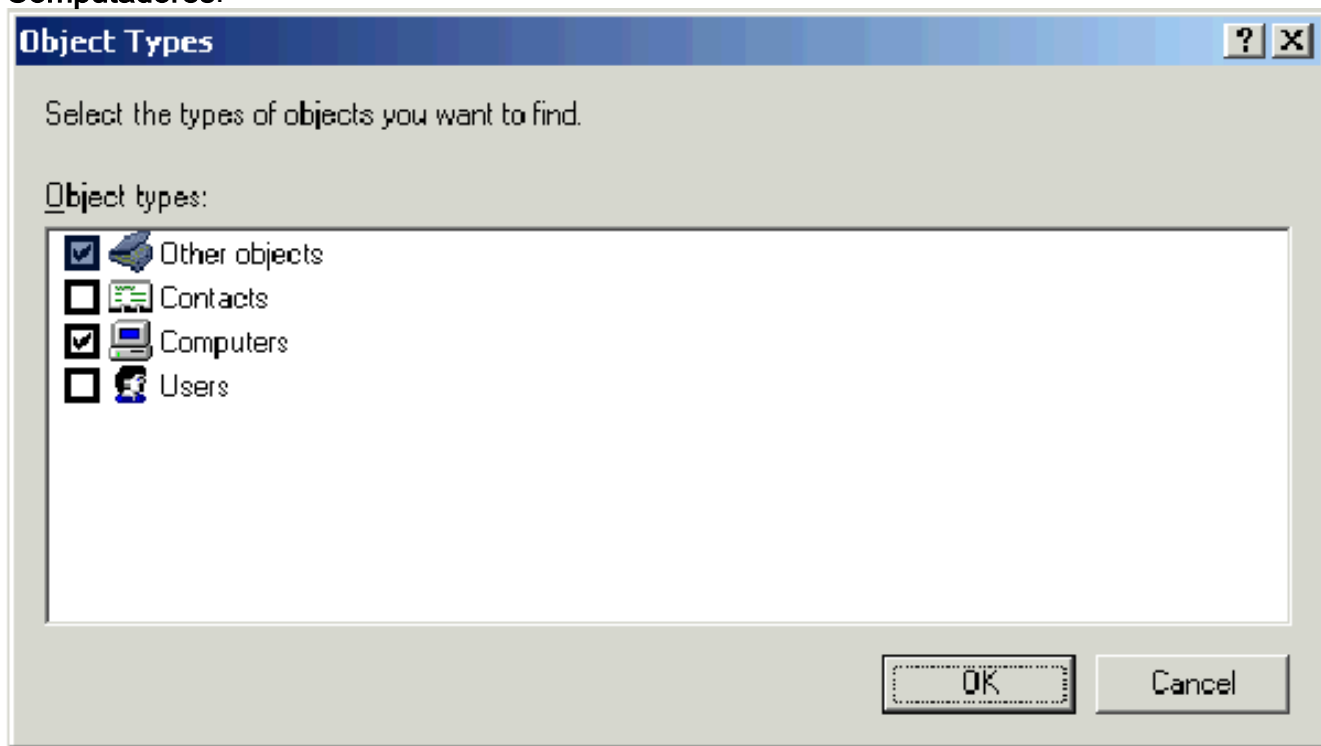 Computadores.
Object Types
Select the types of objects you want to find.
Object types:
Other objects
Contacts
Computers
Users
OK
Cancel